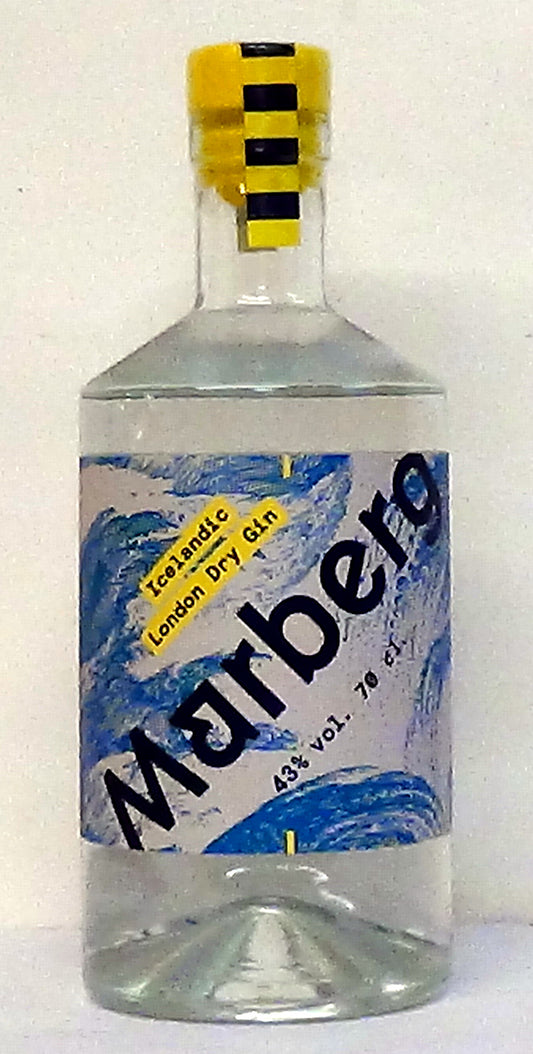 Icelandic
London Dry Gin
Marberg
43% vol. 70 cl.